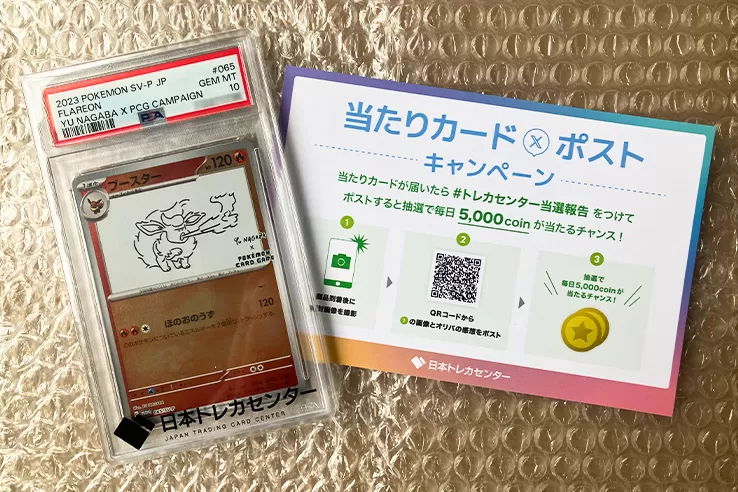 2023 POKEMON SV-P JP #065
FLAREON GEM MT
YU NAGABA X PCG CAMPAIGN 10
PSA
1進化 ブースター HP120
Yu NAGABA
×
POKÉMON
CARD GAME
ほのおのうず 120
日本トレカセンター
JAPAN TRADING CARD CENTER
当たりカード X ポスト
キャンペーン
当たりカードが届いたら #トレカセンター当選報告 をつけて
ポストすると抽選で毎日 5,000coin が当たるチャンス!
1
商品到着後に
封画像を撮影
2
QRコードから
1の画像とオリパの感想をポスト
3
抽選で
毎日5,000coinが
当たるチャンス!
日本トレカセンター